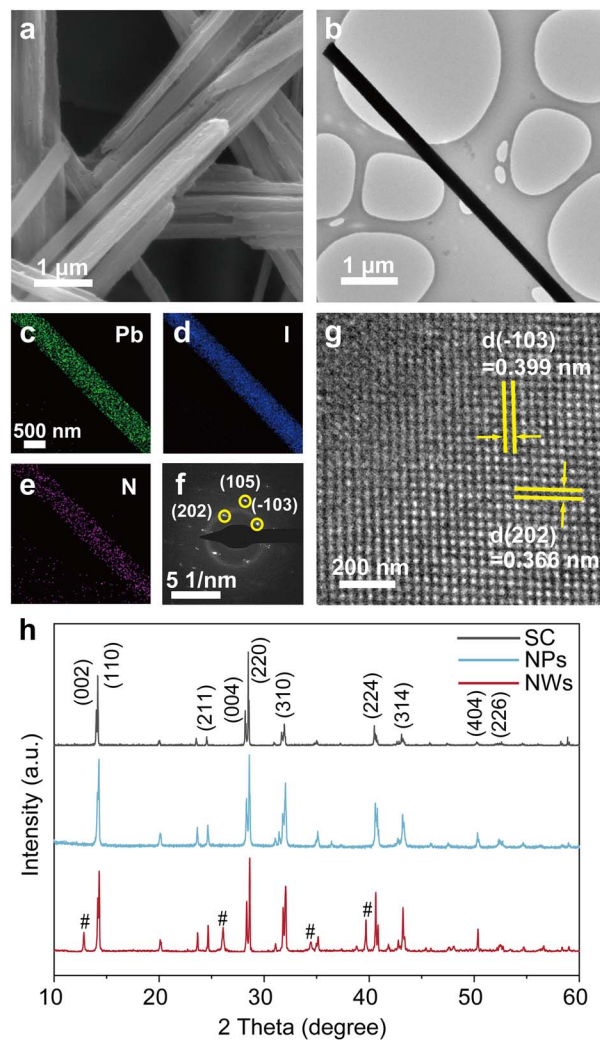 a
1 μm
b
1 μm
c
Pb
500 nm
d
I
e
N
f
(105)
(202)
(-103)
5 1/nm
g
d(-103)
=0.399 nm
d(202)
=0.366 nm
200 nm
h
SC
NPs
NWs
(002)
(110)
(211)
(004)
(220)
(310)
(224)
(314)
(404)
(226)
#
#
#
#
Intensity (a.u.)
10
20
30
40
50
60
2 Theta (degree)